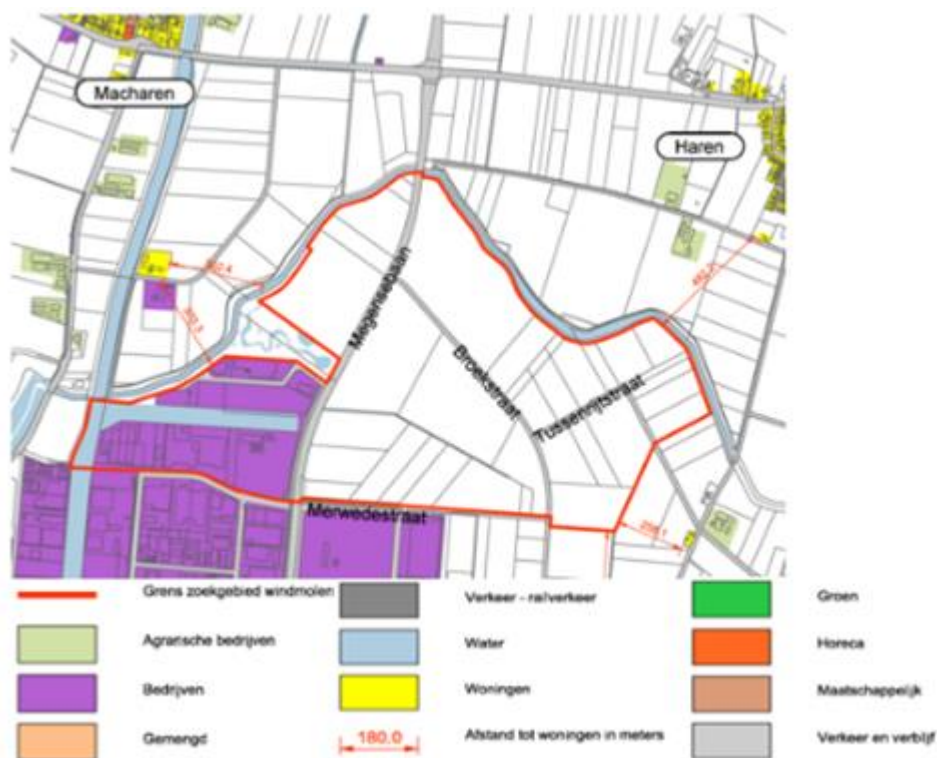 Macharen
Haren
Megensebaan
Broekstraat
Tussenrijtstraat
Merwedestraat
Grens zoekgebied windmolen
Verkeer - railverkeer
Groen
Agrarische bedrijven
Water
Horeca
Bedrijven
Woningen
Maatschappelijk
Gemengd
180.0
Afstand tot woningen in meters
Verkeer en verblijf